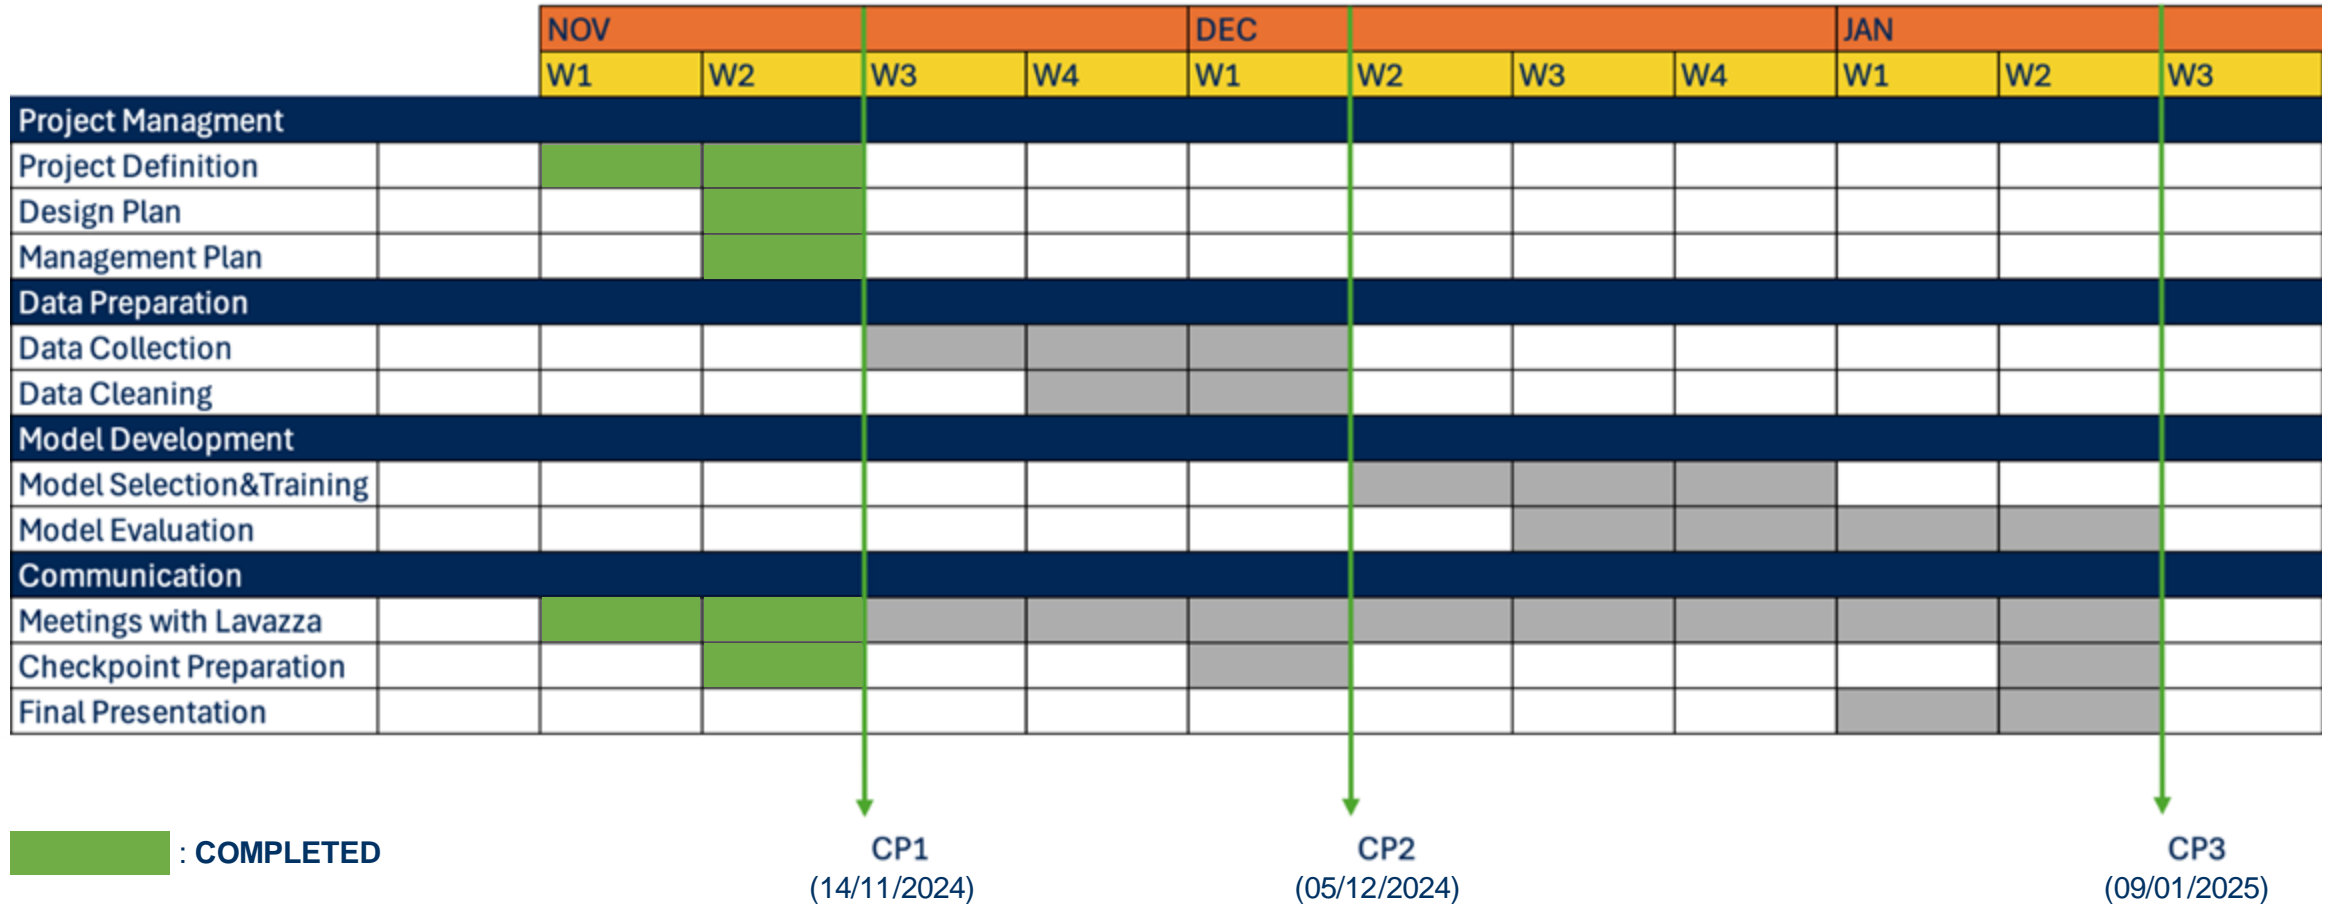 NOV DEC JAN
W1 W2 W3 W4 W1 W2 W3 W4 W1 W2 W3
Project Managment
Project Definition
Design Plan
Management Plan
Data Preparation
Data Collection
Data Cleaning
Model Development
Model Selection&Training
Model Evaluation
Communication
Meetings with Lavazza
Checkpoint Preparation
Final Presentation
: COMPLETED
CP1 CP2 CP3
(14/11/2024) (05/12/2024) (09/01/2025)